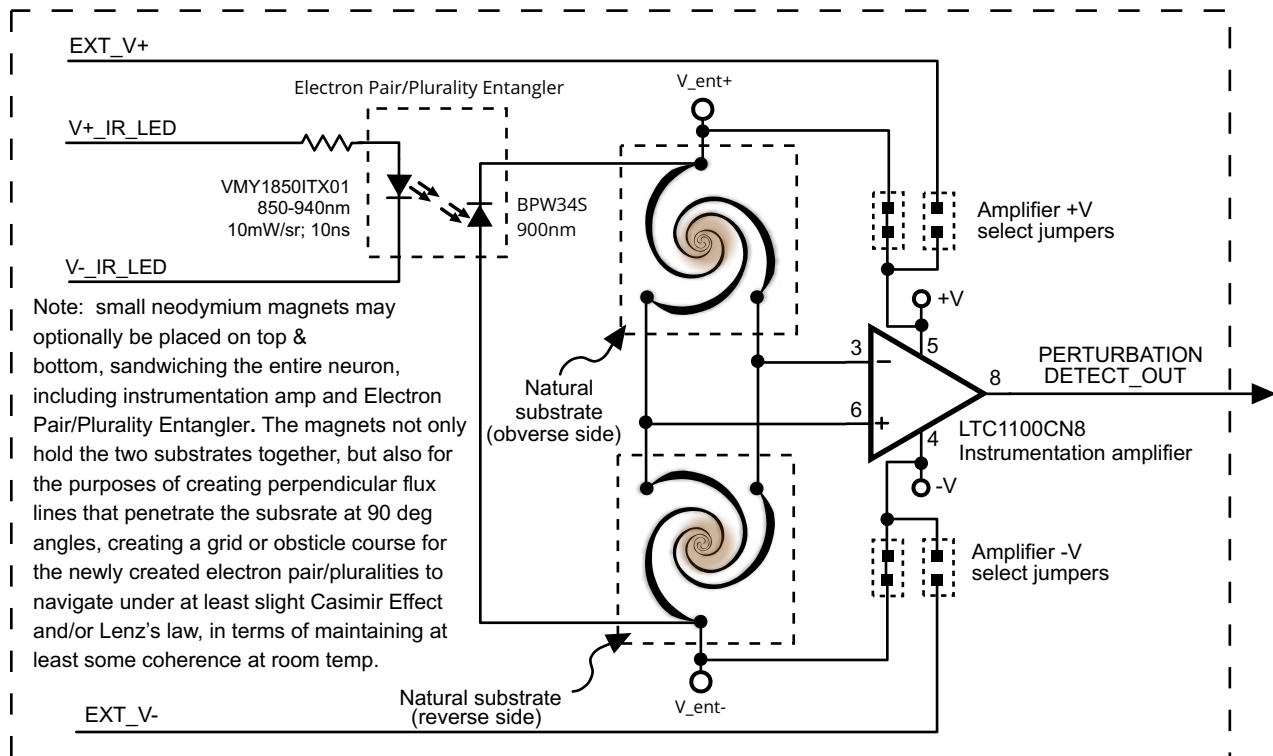 EXT_V+
Electron Pair/Plurality Entangler
V_ent+
V+_IR_LED
VMY1850ITX01
850-940nm
10mW/sr; 10ns
BPW34S
900nm
V-_IR_LED
Amplifier +V
select jumpers
Note: small neodymium magnets may
optionally be placed on top &
bottom, sandwiching the entire neuron,
including instrumentation amp and Electron
Pair/Plurality Entangler. The magnets not only
hold the two substrates together, but also for
the purposes of creating perpendicular flux
lines that penetrate the subsrate at 90 deg
angles, creating a grid or obsticle course for
the newly created electron pair/pluralities to
navigate under at least slight Casimir Effect
and/or Lenz's law, in terms of maintaining at
least some coherence at room temp.
Natural
substrate
(obverse side)
+V
5
3
−
6
+
8
4
-V
PERTURBATION
DETECT_OUT
LTC1100CN8
Instrumentation amplifier
Amplifier -V
select jumpers
Natural substrate
(reverse side)
V_ent-
EXT_V-